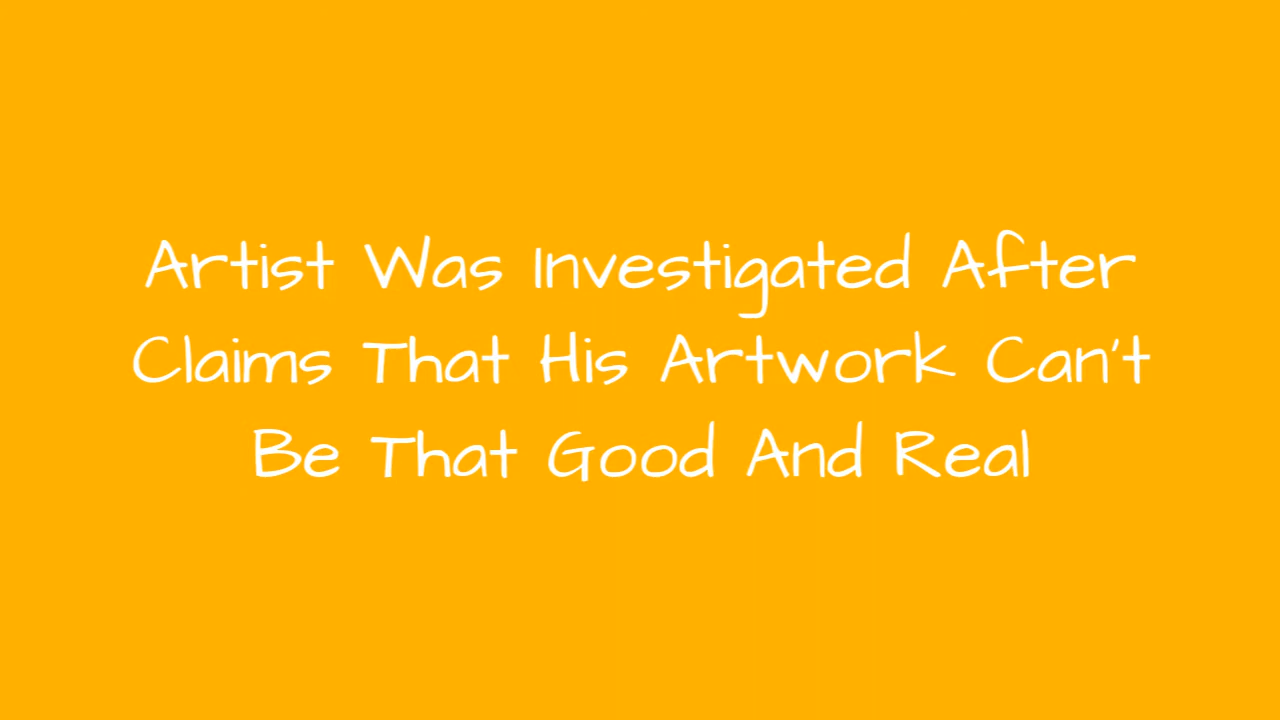 Artist Was Investigated After
Claims That His Artwork Can't
Be That Good And Real